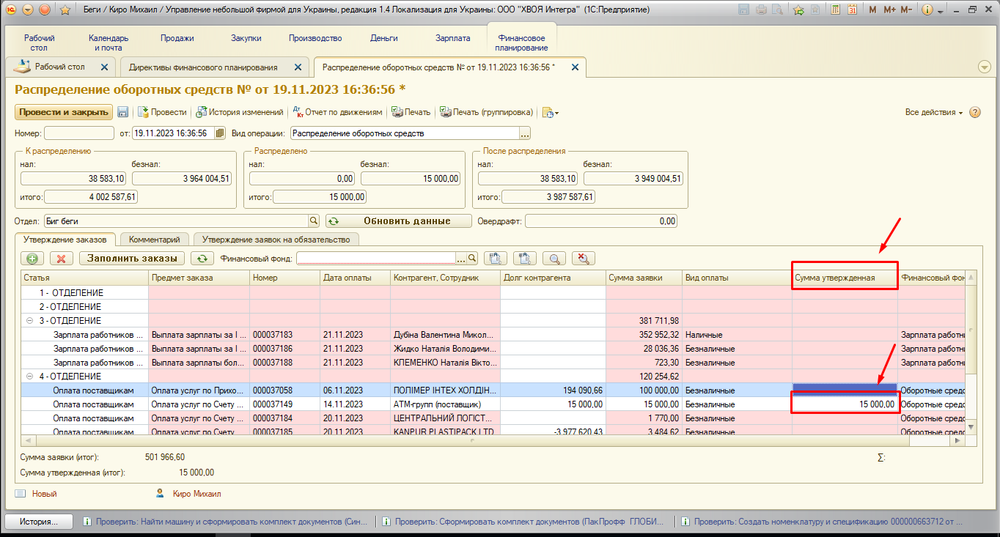 Беги / Киро Михаил / Управление небольшой фирмой для Украины, редакция 1.4 Локализация для Украины: ООО "ХВОЯ Интегра" (1С:Предприятие)
M M+ M-
Рабочий стол
Календарь и почта
Продажи
Закупки
Производство
Деньги
Зарплата
Финансовое планирование
Рабочий стол
Директивы финансового планирования
Распределение оборотных средств № от 19.11.2023 16:36:56 *
Распределение оборотных средств № от 19.11.2023 16:36:56 *
Провести и закрыть Провести История изменений Дт Кт Отчет по движениям Печать Печать (группировка) Все действия
Номер: от: 19.11.2023 16:36:56 Вид операции: Распределение оборотных средств ...
К распределению Распределено После распределения
нал: безнал: нал: безнал: нал: безнал:
38 583,10 3 964 004,51 0,00 15 000,00 38 583,10 3 949 004,51
итого: 4 002 587,61 итого: 15 000,00 итого: 3 987 587,61
Отдел: Биг беги Обновить данные Овердрафт: 0,00
Утверждение заказов Комментарий Утверждение заявок на обязательство
Заполнить заказы Финансовый фонд: ...
Статья Предмет заказа Номер Дата оплаты Контрагент, Сотрудник Долг контрагента Сумма заявки Вид оплаты Сумма утвержденная Финансовый фон
1 - ОТДЕЛЕНИЕ
2 - ОТДЕЛЕНИЕ
3 - ОТДЕЛЕНИЕ 381 711,98
Зарплата работников ... Выплата зарплаты за I ... 000037183 21.11.2023 Дубіна Валентина Микол... 352 952,32 Наличные Зарплата работни
Зарплата работников ... Выплата зарплаты за I ... 000037186 21.11.2023 Жидко Наталія Володими... 28 036,36 Безналичные Зарплата работни
Зарплата работников ... Выплата зарплаты бол... 000037188 21.11.2023 КЛЕМЕНКО Наталія Вікто... 723,30 Безналичные Зарплата работни
4 - ОТДЕЛЕНИЕ 120 254,62
Оплата поставщикам Оплата услуг по Прихо... 000037058 06.11.2023 ПОЛІМЕР ІНТЕХ ХОЛДІН... 194 090,66 100 000,00 Безналичные Оборотные средс
Оплата поставщикам Оплата услуг по Счету ... 000037149 14.11.2023 АТМ-групп (поставщик) 15 000,00 15 000,00 Безналичные 15 000,00 Оборотные средс
Оплата поставщикам Оплата услуг по Счету ... 000037184 20.11.2023 ЦЕНТРАЛЬНИЙ ЛОГІСТ... 1 770,00 Безналичные Оборотные средс
Оплата поставщикам Оплата услуг по Счету ... 000037185 20.11.2023 KANPUR PLASTIPACK LTD -3 977 620,43 3 484,62 Безналичные Оборотные средс
Сумма заявки (итог): 501 966,60 ∑:
Сумма утвержденная (итог): 15 000,00
Новый Киро Михаил
История... Проверить: Найти машину и сформировать комплект документов (Син... Проверить: Сформировать комплект документов (ПакПрофф ГЛОБИ... Проверить: Создать номенклатуру и спецификацию 000000663712 от ...